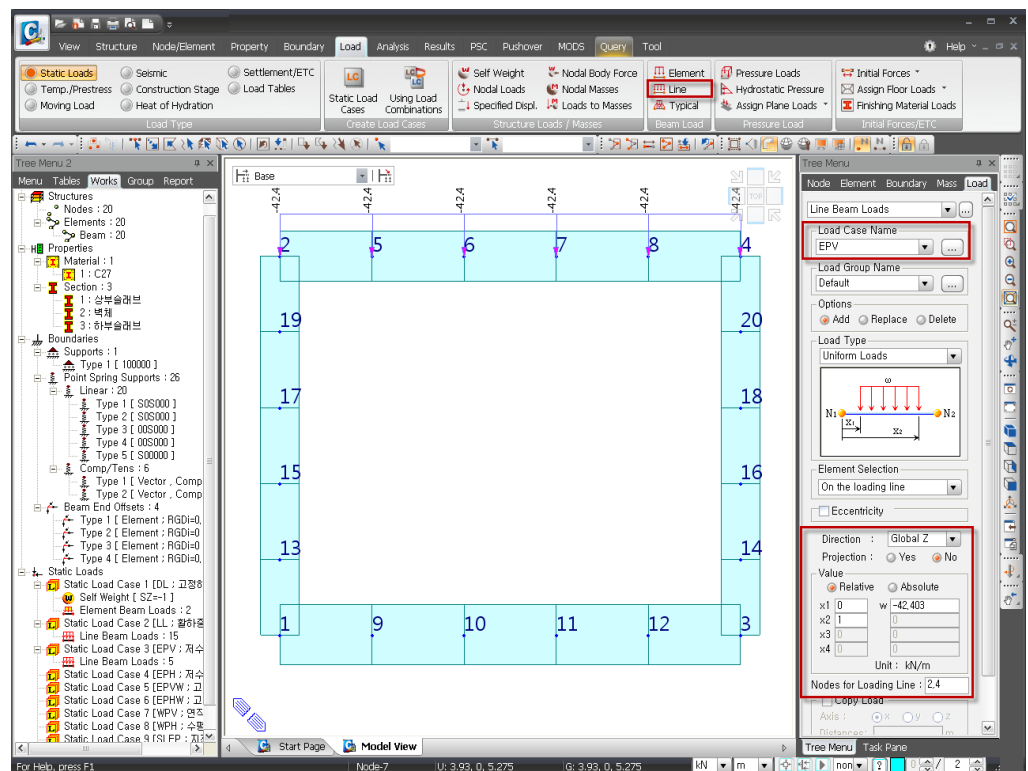 View Structure Node/Element Property Boundary Load Analysis Results PSC Pushover MODS Query Tool Help
Static Loads Seismic Settlement/ETC
Temp./Prestress Construction Stage Load Tables
Moving Load Heat of Hydration
Load Type
LC LC
Static Load Cases
Using Load Combinations
Create Load Cases
Self Weight Nodal Body Force
Nodal Loads Nodal Masses
Specified Displ. Loads to Masses
Structure Loads / Masses
Element
Line
Typical
Beam Load
Pressure Loads
Hydrostatic Pressure
Assign Plane Loads
Pressure Load
Initial Forces
Assign Floor Loads
Finishing Material Loads
Initial Forces/ETC
Tree Menu 2
Menu Tables Works Group Report
Structures
Nodes : 20
Elements : 20
Beam : 20
Properties
Material : 1
1 : C27
Section : 3
1 : 상부슬래브
2 : 벽체
3 : 하부슬래브
Boundaries
Supports : 1
Type 1 [ 100000 ]
Point Spring Supports : 26
Linear : 20
Type 1 [ S0S000 ]
Type 2 [ S0S000 ]
Type 3 [ 00S000 ]
Type 4 [ 00S000 ]
Type 5 [ S00000 ]
Comp/Tens : 6
Type 1 [ Vector , Comp
Type 2 [ Vector , Comp
Beam End Offsets : 4
Type 1 [ Element ; RGDi=0,
Type 2 [ Element ; RGDi=0,
Type 3 [ Element ; RGDi=0
Type 4 [ Element ; RGDi=0,
Static Loads
Static Load Case 1 [DL ; 고정하
Self Weight [ SZ=-1 ]
Element Beam Loads : 2
Static Load Case 2 [LL ; 활하중
Line Beam Loads : 15
Static Load Case 3 [EPV ; 저수
Line Beam Loads : 5
Static Load Case 4 [EPH ; 저수
Static Load Case 5 [EPVW ; 고
Static Load Case 6 [EPHW ; 고
Static Load Case 7 [WPV ; 연직
Static Load Case 8 [WPH ; 수평
Static Load Case 9 [SLEP ; 지진
Base
TOP
-42.4 -42.4 -42.4 -42.4 -42.4 -42.4
2 5 6 7 8 4
19 20
17 18
15 16
13 14
1 9 10 11 12 3
Start Page Model View
Tree Menu
Node Element Boundary Mass Load
Line Beam Loads ...
Load Case Name
EPV ...
Load Group Name
Default ...
Options
Add Replace Delete
Load Type
Uniform Loads
ω
N1 N2
X1
X2
Element Selection
On the loading line
Eccentricity
Direction : Global Z
Projection : Yes No
Value
Relative Absolute
x1 0 w -42,403
x2 1 0
x3 0 0
x4 0 0
Unit : kN/m
Nodes for Loading Line : 2,4
Copy Load
Axis : x y z
Distances: m
Tree Menu Task Pane
For Help, press F1 Node-7 U: 3.93, 0, 5.275 G: 3.93, 0, 5.275 kN m non 0 / 2